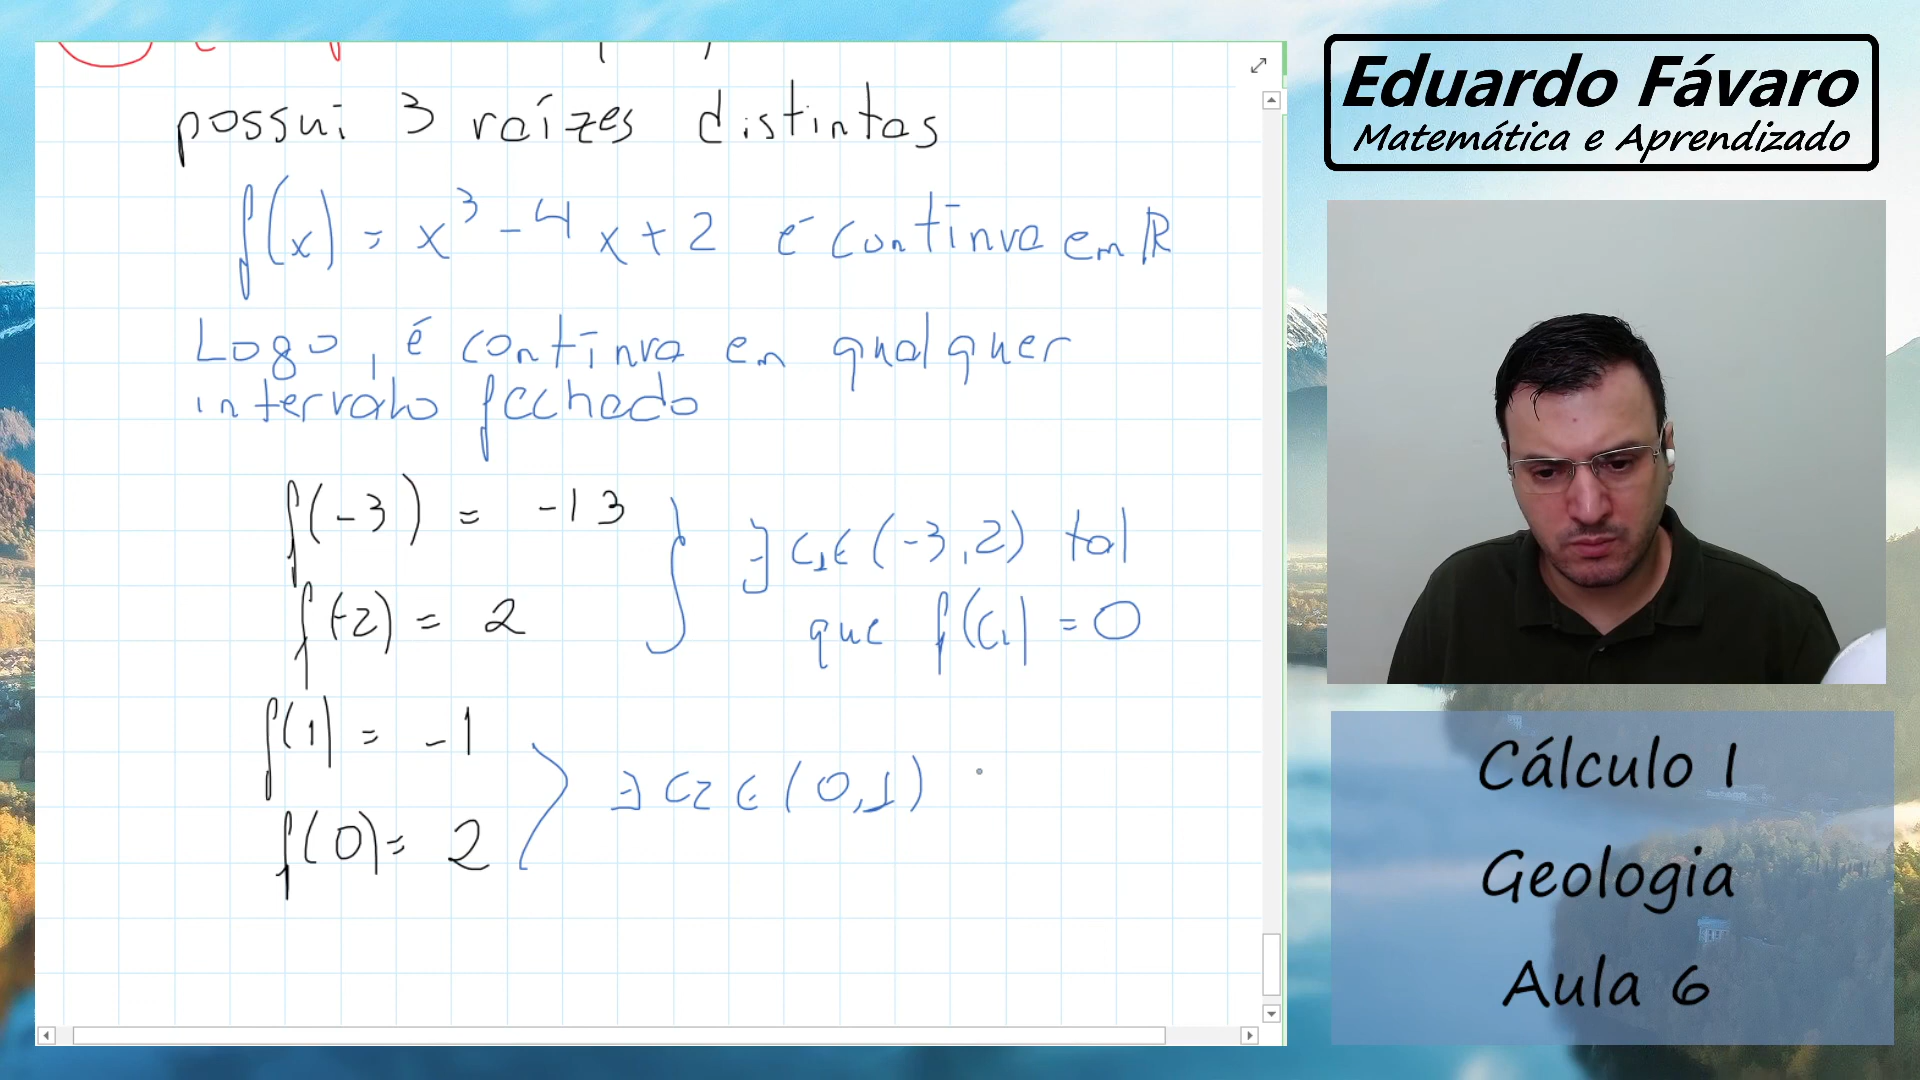 possui 3 raízes distintas
f(x) = x³ - 4x + 2 é contínua em ℝ
Logo, é contínua em qualquer
intervalo fechado
f(-3) = -13
∃ c₁ ∈ (-3, 2) tal
que f(c₁) = 0
f(-2) = 2
f(1) = -1
∃ c₂ ∈ (0,1)
f(0) = 2
Eduardo Fávaro
Matemática e Aprendizado
Cálculo I
Geologia
Aula 6